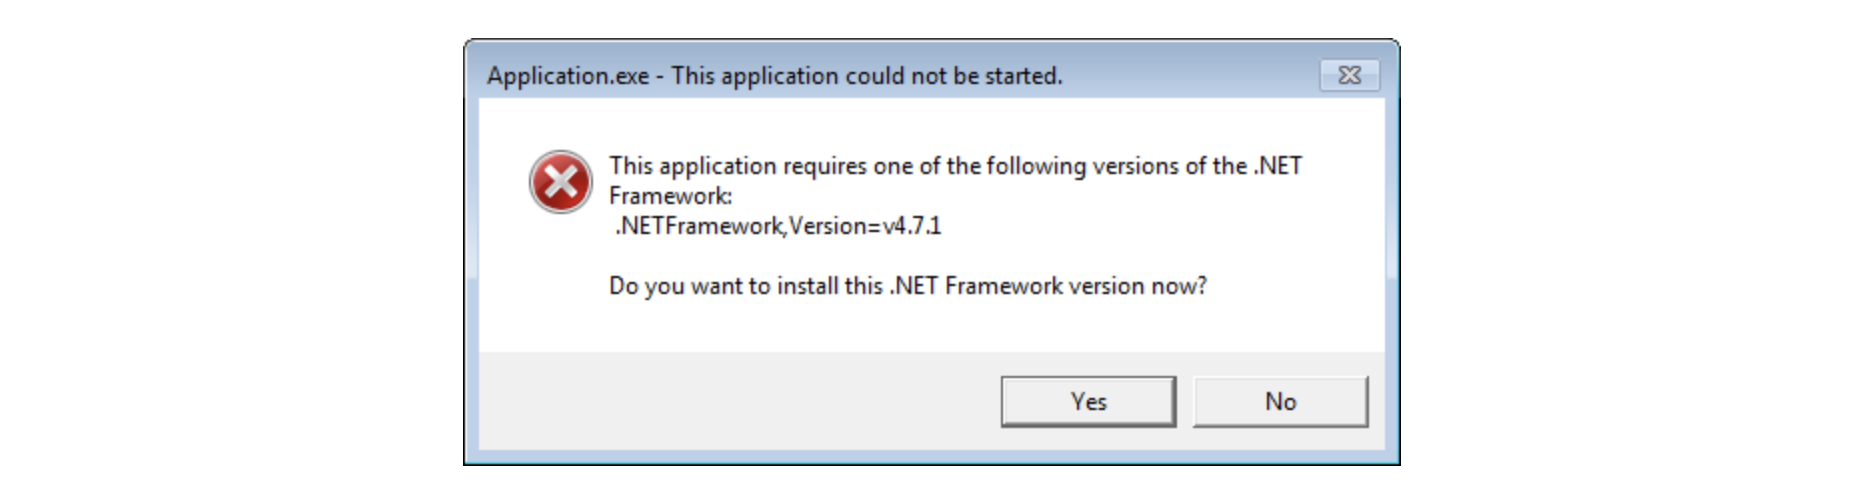 Application.exe - This application could not be started.
This application requires one of the following versions of the .NET
Framework:
.NETFramework,Version=v4.7.1
Do you want to install this .NET Framework version now?
Yes
No